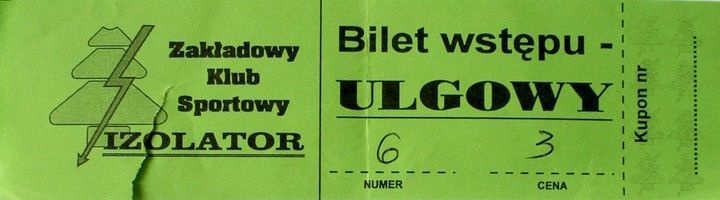 Zakładowy
Klub
Sportowy
IZOLATOR
Bilet wstępu -
ULGOWY
6 3
NUMER CENA
Kupon nr